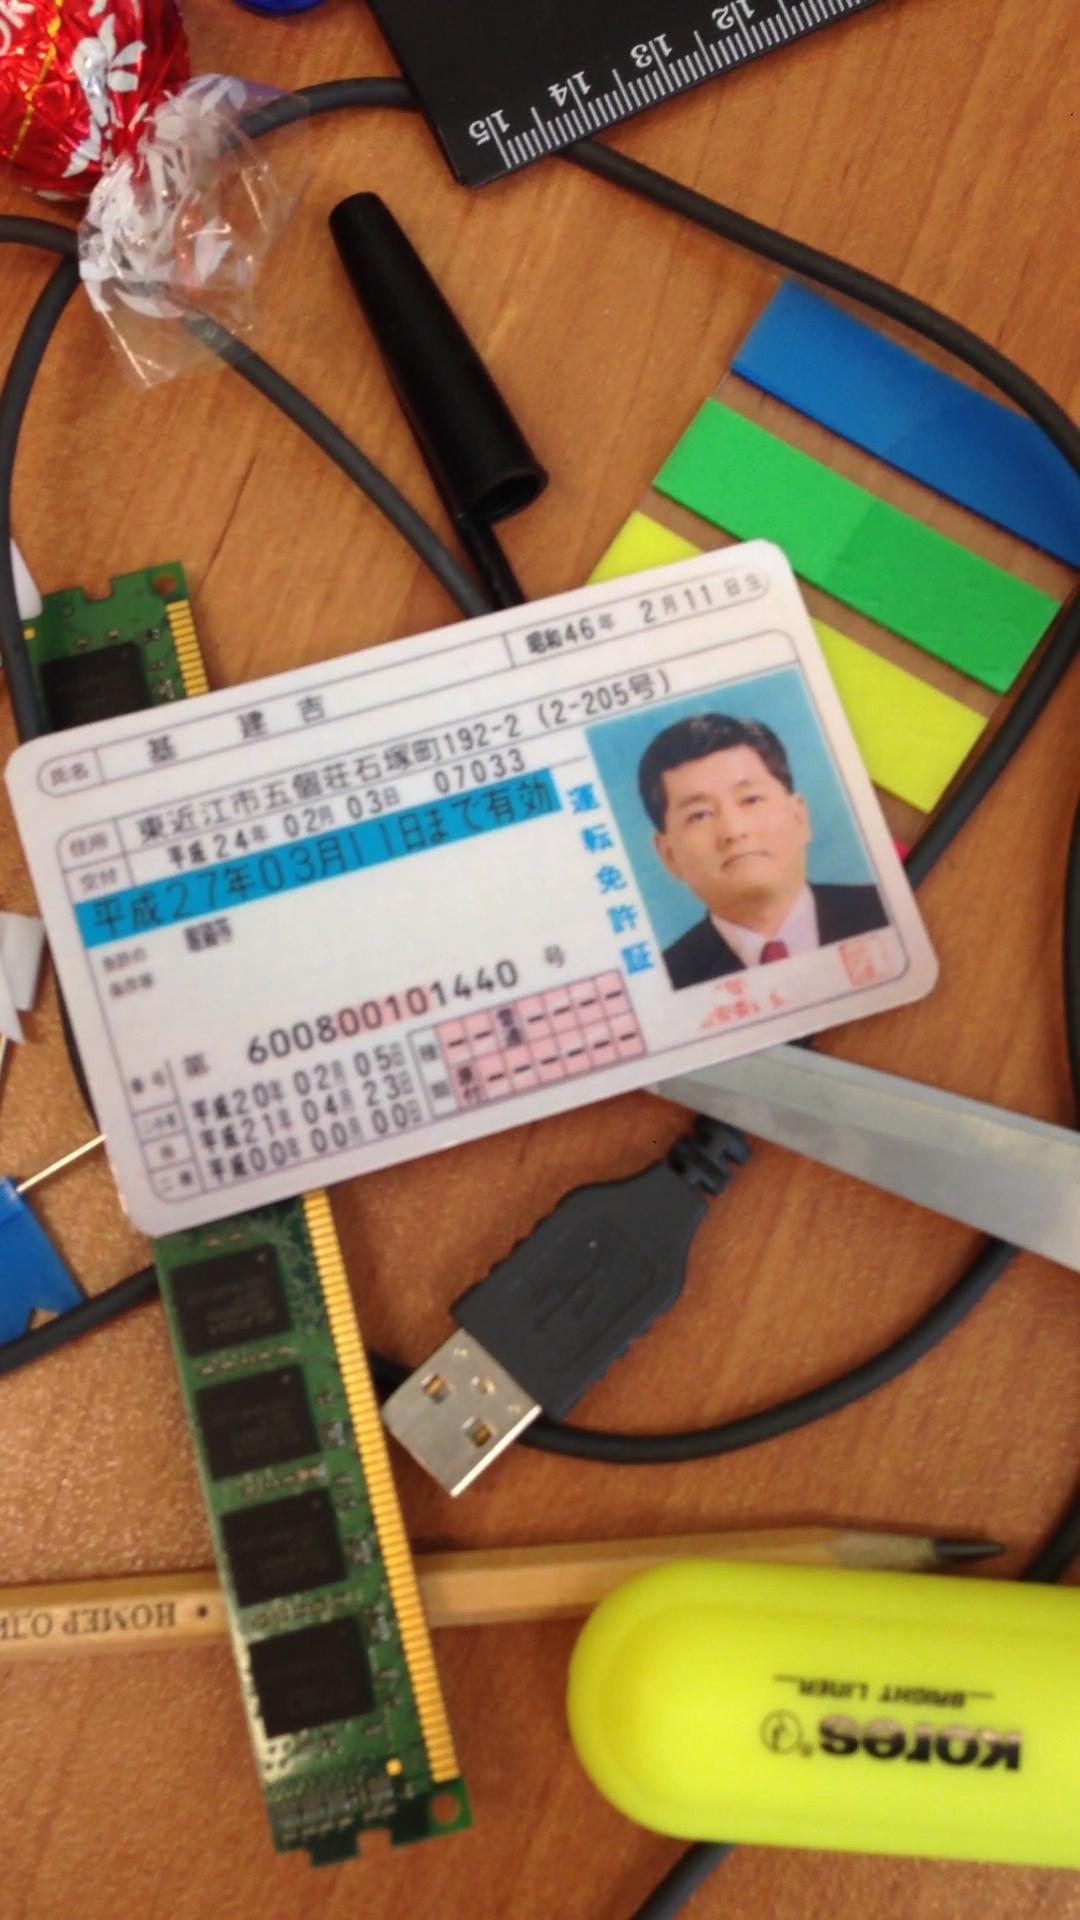 15 14 13 12
氏名 基 建 吉 昭和46年 2月11日生
住所 東近江市五個荘石塚町192-2 (2-205号)
交付 平成24年 02月 03日 07033
平成27年03月11日まで有効
免許の
条件等 眼鏡等
運転免許証
番号 第 600800101440 号
平成20年 02月 05日
他 平成21年 04月 23日
二種 平成00年 00月 00日
種類 普通
原付
НОМЕР
Kores
BRIGHT LINER